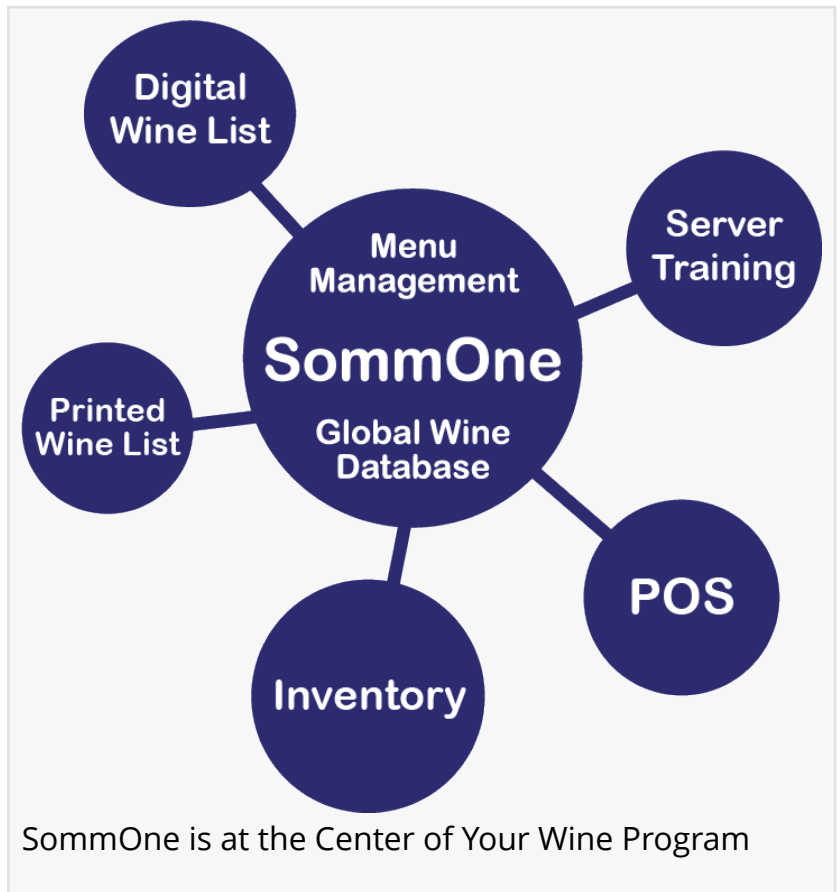 Digital
Wine List
Server
Training
Menu
Management
SommOne
Global Wine
Database
Printed
Wine List
POS
Inventory
SommOne is at the Center of Your Wine Program